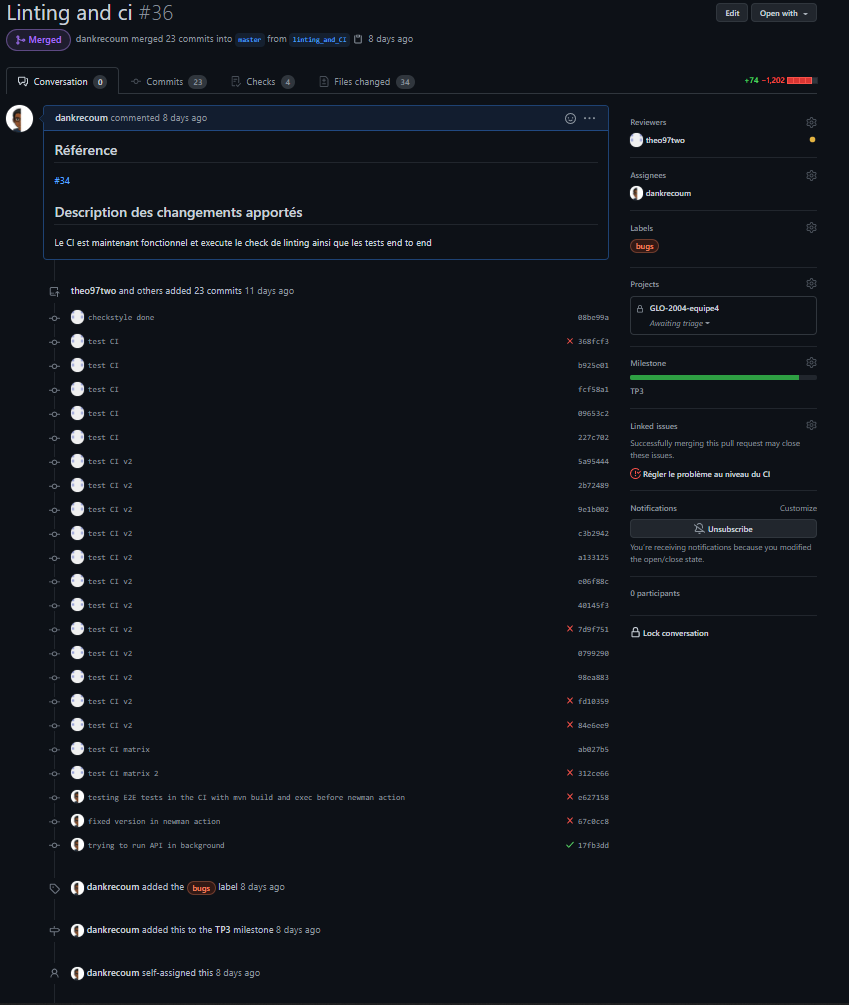 Linting and ci #36
Edit
Open with
Merged
dankrecoum merged 23 commits into master from linting_and_CI 8 days ago
Conversation 0
Commits 23
Checks 4
Files changed 34
+74 −1,202
dankrecoum commented 8 days ago
Référence
#34
Description des changements apportés
Le CI est maintenant fonctionnel et execute le check de linting ainsi que les tests end to end
theo97two and others added 23 commits 11 days ago
checkstyle done 08be99a
test CI 368fcf3
test CI b925e01
test CI fcf58a1
test CI 09653c2
test CI 227c702
test CI v2 5a95444
test CI v2 2b72489
test CI v2 9e1b002
test CI v2 c3b2942
test CI v2 a133125
test CI v2 e06f88c
test CI v2 40145f3
test CI v2 7d9f751
test CI v2 0799290
test CI v2 98ea883
test CI v2 fd10359
test CI v2 84e6ee9
test CI matrix ab027b5
test CI matrix 2 312ce66
testing E2E tests in the CI with mvn build and exec before newman action e627158
fixed version in newman action 67c0cc8
trying to run API in background 17fb3dd
dankrecoum added the bugs label 8 days ago
dankrecoum added this to the TP3 milestone 8 days ago
dankrecoum self-assigned this 8 days ago
Reviewers
theo97two
Assignees
dankrecoum
Labels
bugs
Projects
GLO-2004-equipe4
Awaiting triage
Milestone
TP3
Linked issues
Successfully merging this pull request may close
these issues.
Régler le problème au niveau du CI
Notifications
Customize
Unsubscribe
You're receiving notifications because you modified
the open/close state.
0 participants
Lock conversation